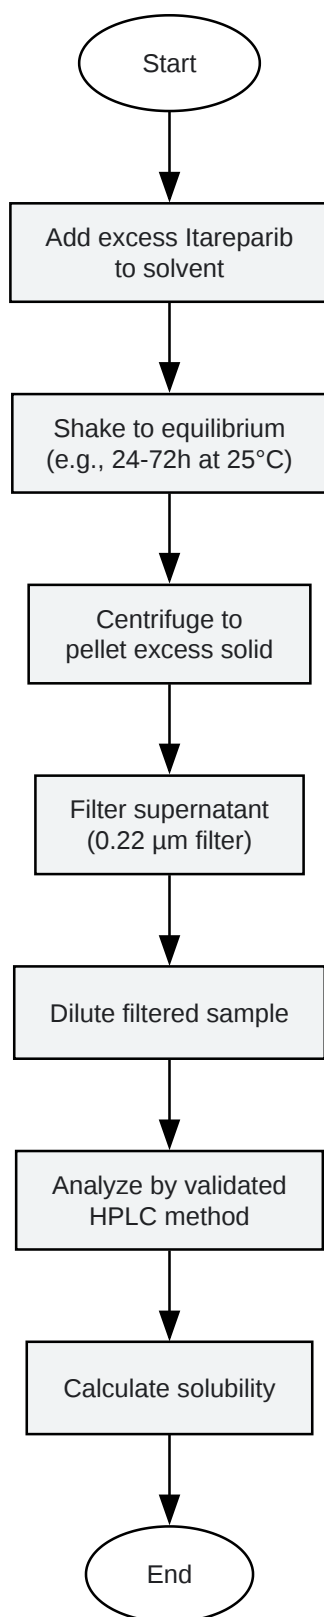 Start
Add excess Itareparib
to solvent
Shake to equilibrium
(e.g., 24-72h at 25°C)
Centrifuge to
pellet excess solid
Filter supernatant
(0.22 µm filter)
Dilute filtered sample
Analyze by validated
HPLC method
Calculate solubility
End